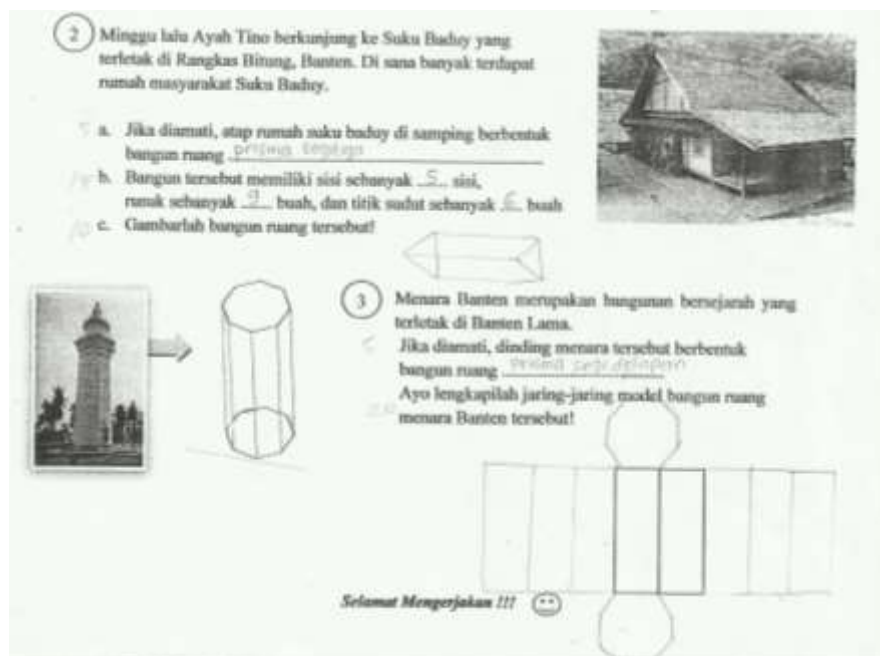 2 Minggu lalu Ayah Tino berkunjung ke Suku Baduy yang
terletak di Rangkas Bitung, Banten. Di sana banyak terdapat
rumah masyarakat Suku Baduy.
5 a. Jika diamati, atap rumah suku baduy di samping berbentuk
bangun ruang prisma segitiga
b. Bangun tersebut memiliki sisi sebanyak 5 sisi,
rusuk sebanyak 9 buah, dan titik sudut sebanyak 6 buah
10 c. Gambarlah bangun ruang tersebut!
3 Menara Banten merupakan bangunan bersejarah yang
terletak di Banten Lama.
5 Jika diamati, dinding menara tersebut berbentuk
bangun ruang prisma segi delapan
Ayo lengkapilah jaring-jaring model bangun ruang
menara Banten tersebut!
Selamat Mengerjakan !!!